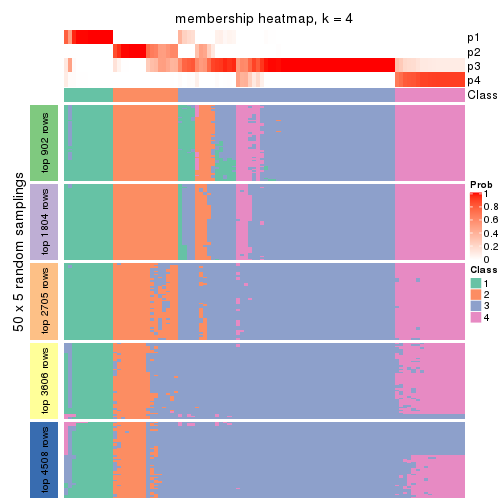 membership heatmap, k = 4
p1
p2
p3
p4
Class
50 x 5 random samplings
top 902 rows
top 1804 rows
top 2705 rows
top 3606 rows
top 4508 rows
Prob
1
0.8
0.6
0.4
0.2
0
Class
1
2
3
4